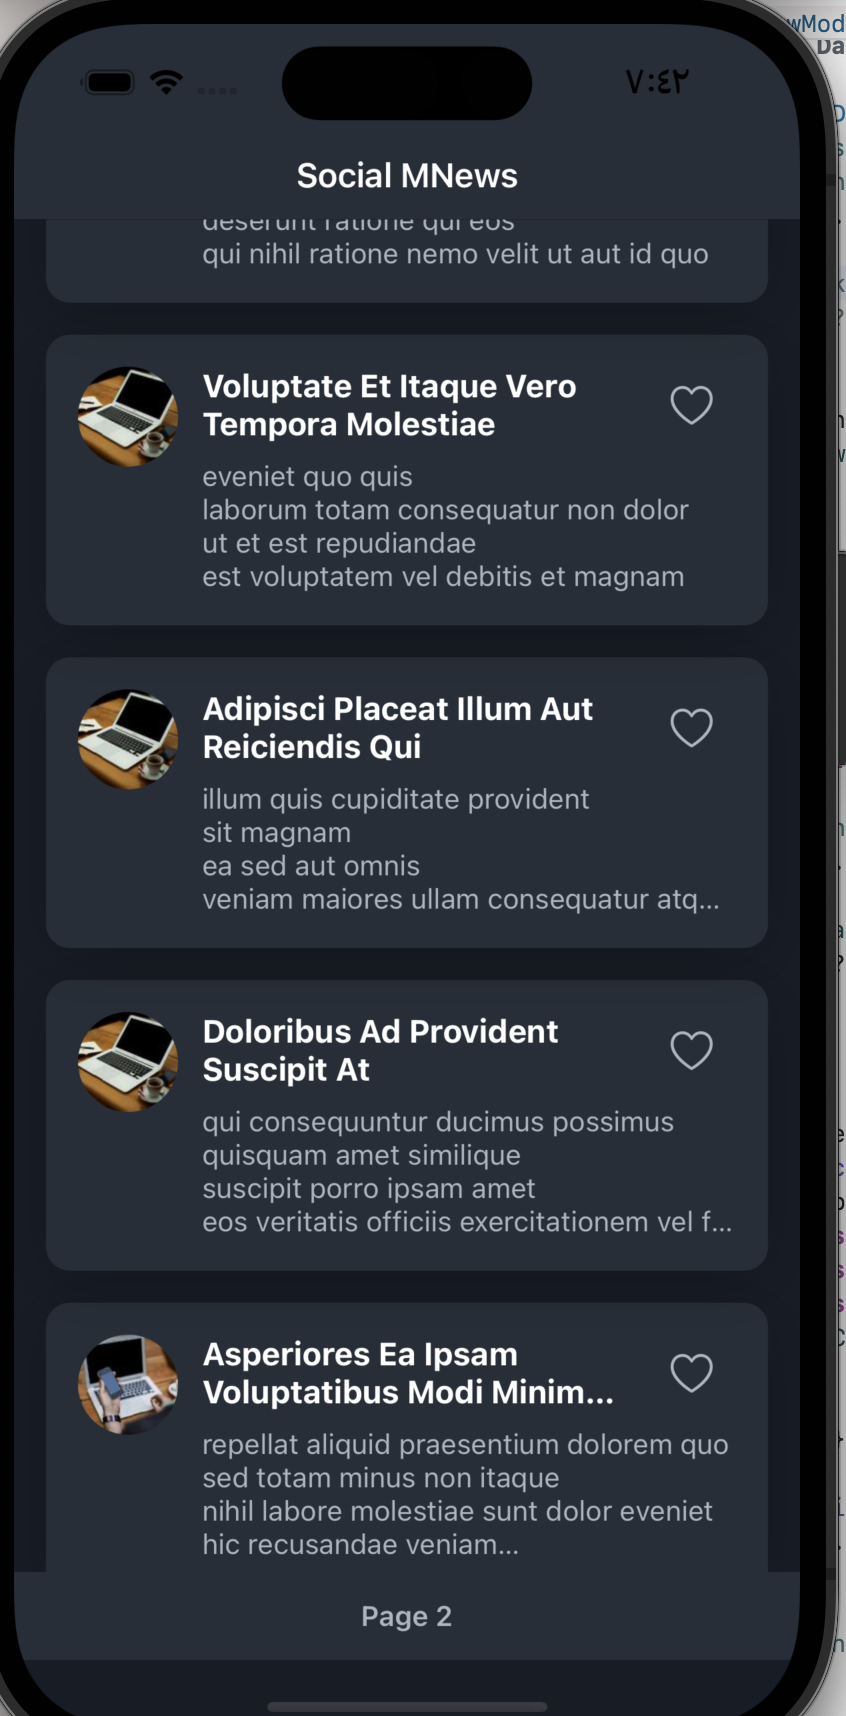 ٧:٤٢
Social MNews
deserunt ratione qui eos
qui nihil ratione nemo velit ut aut id quo
Voluptate Et Itaque Vero
Tempora Molestiae
eveniet quo quis
laborum totam consequatur non dolor
ut et est repudiandae
est voluptatem vel debitis et magnam
Adipisci Placeat Illum Aut
Reiciendis Qui
illum quis cupiditate provident
sit magnam
ea sed aut omnis
veniam maiores ullam consequatur atq...
Doloribus Ad Provident
Suscipit At
qui consequuntur ducimus possimus
quisquam amet similique
suscipit porro ipsam amet
eos veritatis officiis exercitationem vel f...
Asperiores Ea Ipsam
Voluptatibus Modi Minim...
repellat aliquid praesentium dolorem quo
sed totam minus non itaque
nihil labore molestiae sunt dolor eveniet
hic recusandae veniam...
Page 2